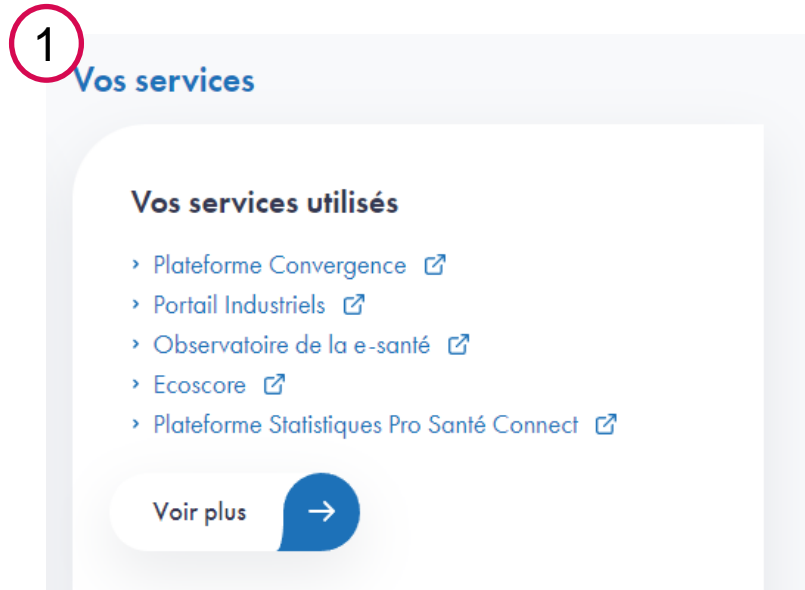 1
Vos services
Vos services utilisés
Plateforme Convergence
Portail Industriels
Observatoire de la e-santé
Ecoscore
Plateforme Statistiques Pro Santé Connect
Voir plus